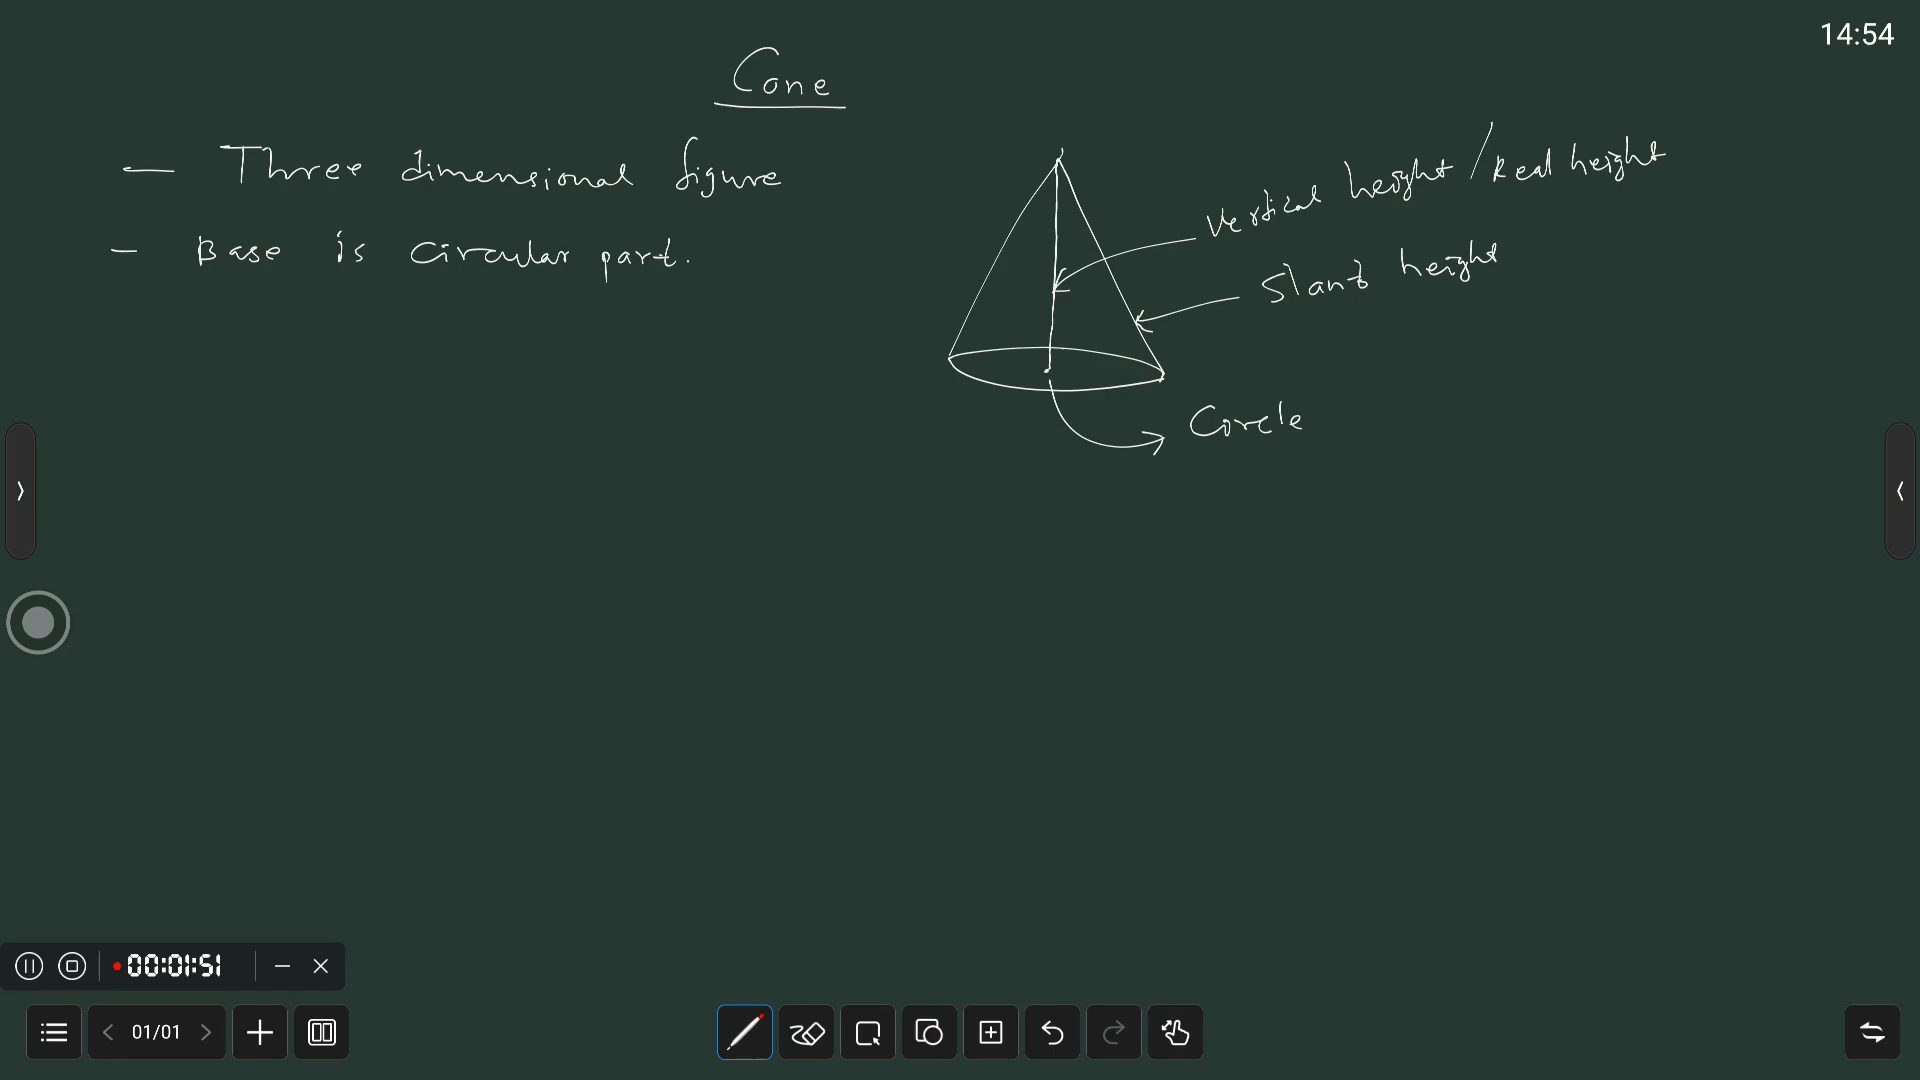 14:54
Cone
— Three dimensional figure
- Base is circular part.
Vertical height / Real height
Slant height
Circle
00:01:51
01/01